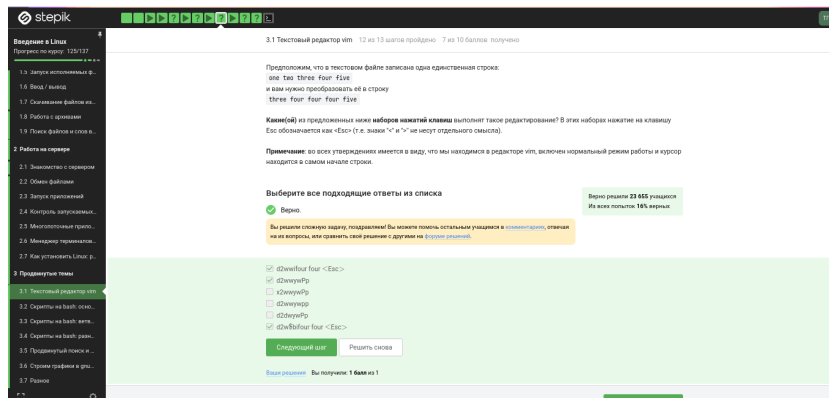 stepik
Введение в Linux
Прогресс по курсу: 125/137
1.5 Запуск исполняемых ф...
1.6 Ввод / вывод
1.7 Скачивание файлов из...
1.8 Работа с архивами
1.9 Поиск файлов и слов в...
2 Работа на сервере
2.1 Знакомство с сервером
2.2 Обмен файлами
2.3 Запуск приложений
2.4 Контроль запускаемых...
2.5 Многопоточные прило...
2.6 Менеджер терминалов...
2.7 Как установить Linux: р...
3 Продвинутые темы
3.1 Текстовый редактор vim
3.2 Скрипты на bash: осно...
3.3 Скрипты на bash: ветв...
3.4 Скрипты на bash: разн...
3.5 Продвинутый поиск и ...
3.6 Строим графики в gnu...
3.7 Разное
3.1 Текстовый редактор vim 12 из 13 шагов пройдено 7 из 10 баллов получено
Предположим, что в текстовом файле записана одна единственная строка:
one two three four five
и вам нужно преобразовать её в строку
three four four four five
Какие(ой) из предложенных ниже наборов нажатий клавиш выполнят такое редактирование? В этих наборах нажатие на клавишу
Esc обозначается как <Esc> (т.е. знаки "<" и ">" не несут отдельного смысла).
Примечание: во всех утверждениях имеется в виду, что мы находимся в редакторе vim, включен нормальный режим работы и курсор
находится в самом начале строки.
Выберите все подходящие ответы из списка
Верно решили 23 655 учащихся
Из всех попыток 16% верных
Верно.
Вы решили сложную задачу, поздравляем! Вы можете помочь остальным учащимся в комментариях, отвечая
на их вопросы, или сравнить своё решение с другими на форуме решений.
d2wwifour four <Esc>
d2wwywPp
x2wwywPp
d2wwywpp
d2dwywPp
d2w$bifour four <Esc>
Следующий шаг
Решить снова
Ваши решения Вы получили: 1 балл из 1